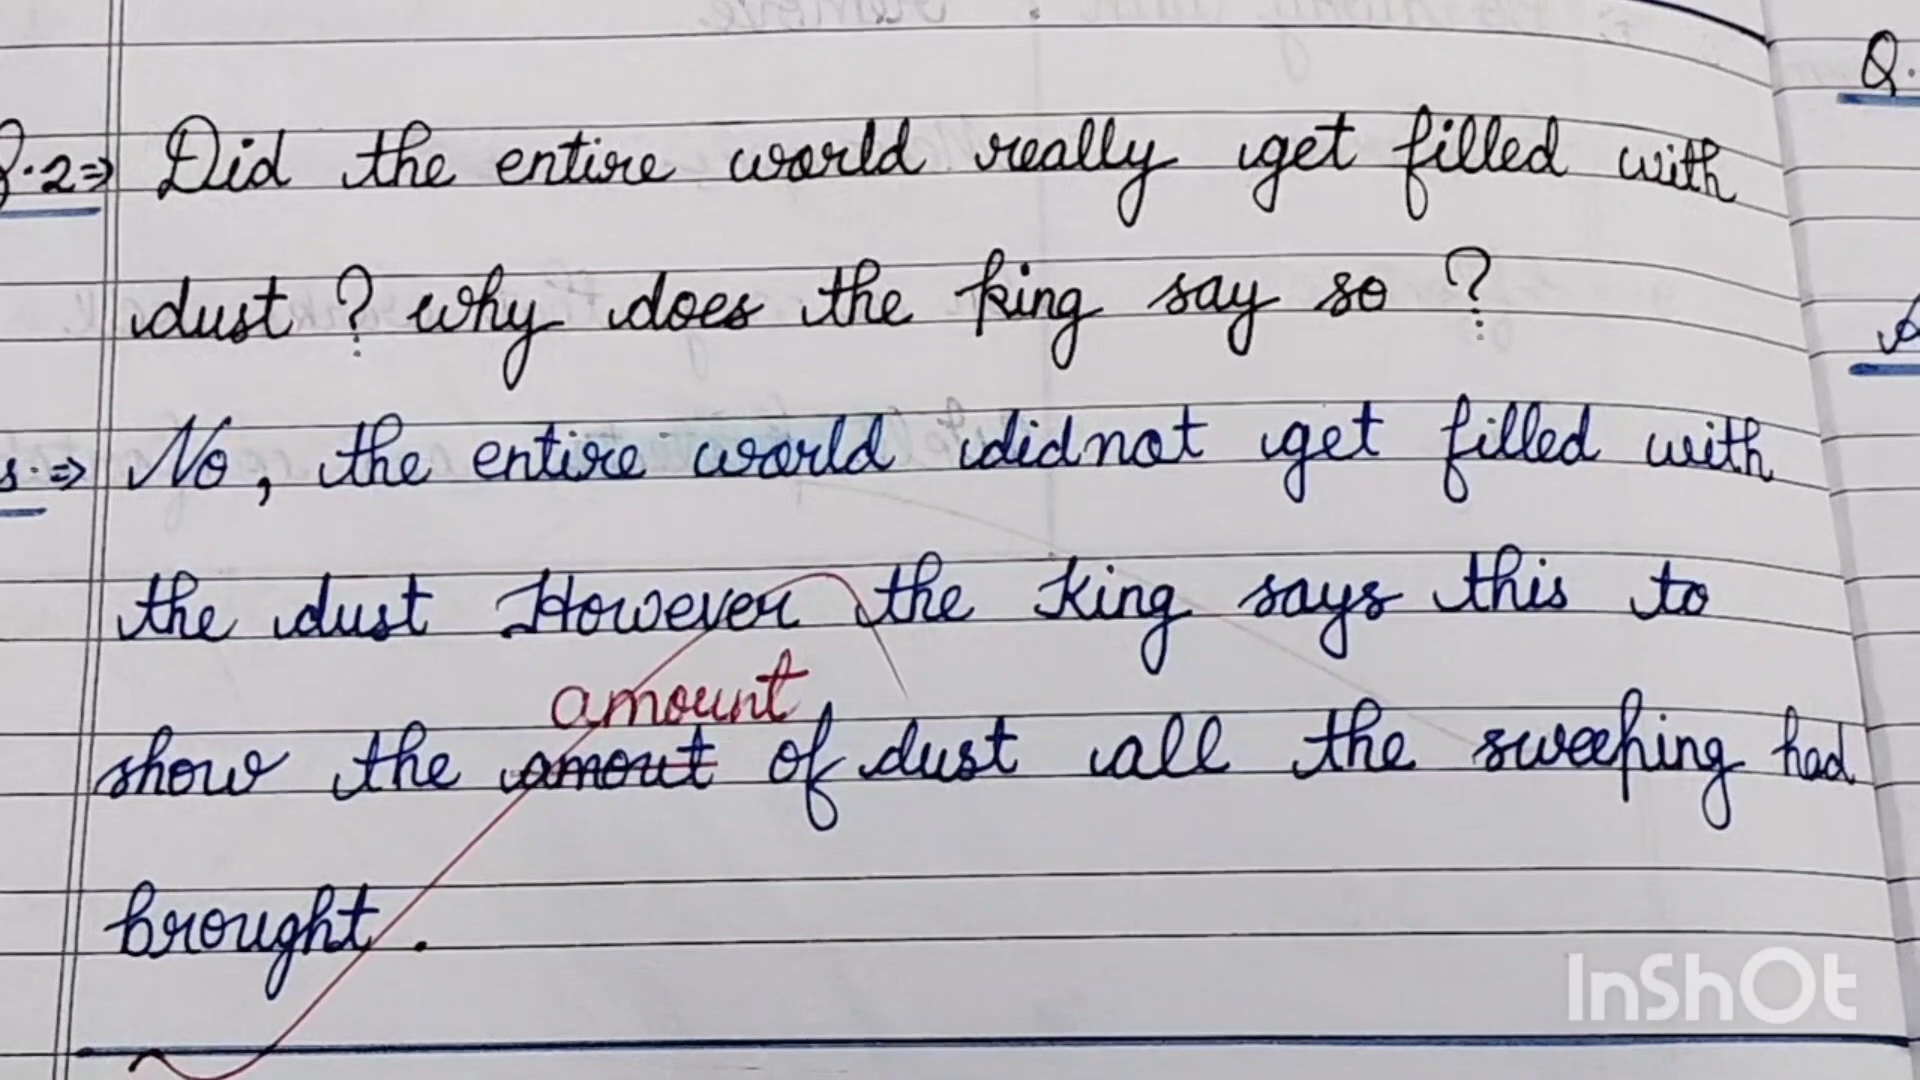 Q.
Q.2⇒ Did the entire world really get filled with
dust ? why does the king say so ?
s.⇒ No, the entire world didnot get filled with
the dust However the king says this to
amount
show the amout of dust all the sweeping had
brought.
InShOt